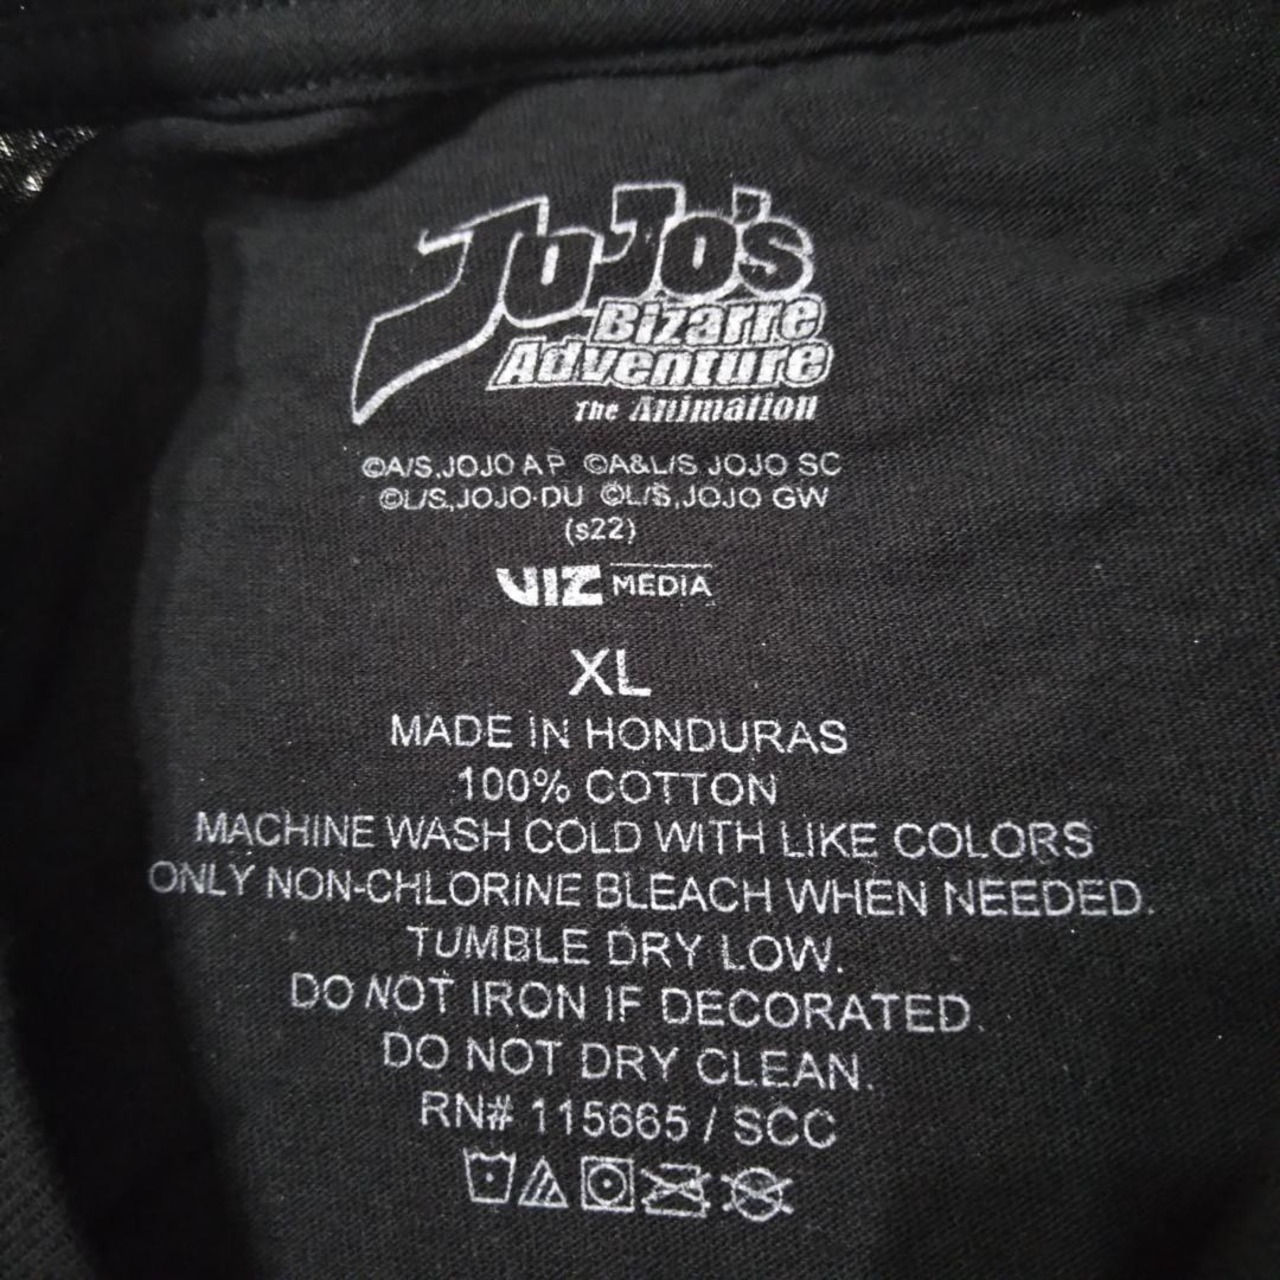 JoJo's
Bizarre
Adventure
The Animation
©A/S,JOJO AP ©A&L/S JOJO SC
©L/S,JOJO·DU ©L/S,JOJO GW
(s22)
VIZ MEDIA
XL
MADE IN HONDURAS
100% COTTON
MACHINE WASH COLD WITH LIKE COLORS
ONLY NON-CHLORINE BLEACH WHEN NEEDED.
TUMBLE DRY LOW.
DO NOT IRON IF DECORATED.
DO NOT DRY CLEAN.
RN# 115665 / SCC